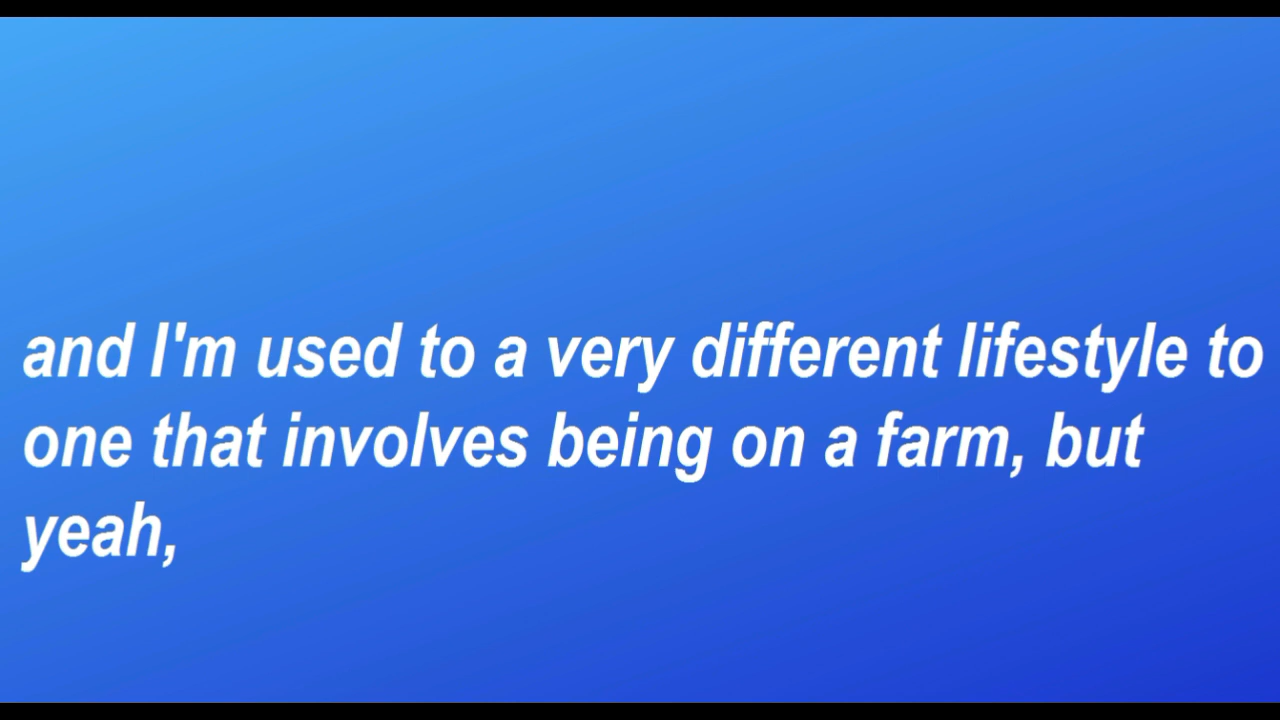 and I'm used to a very different lifestyle to
one that involves being on a farm, but
yeah,